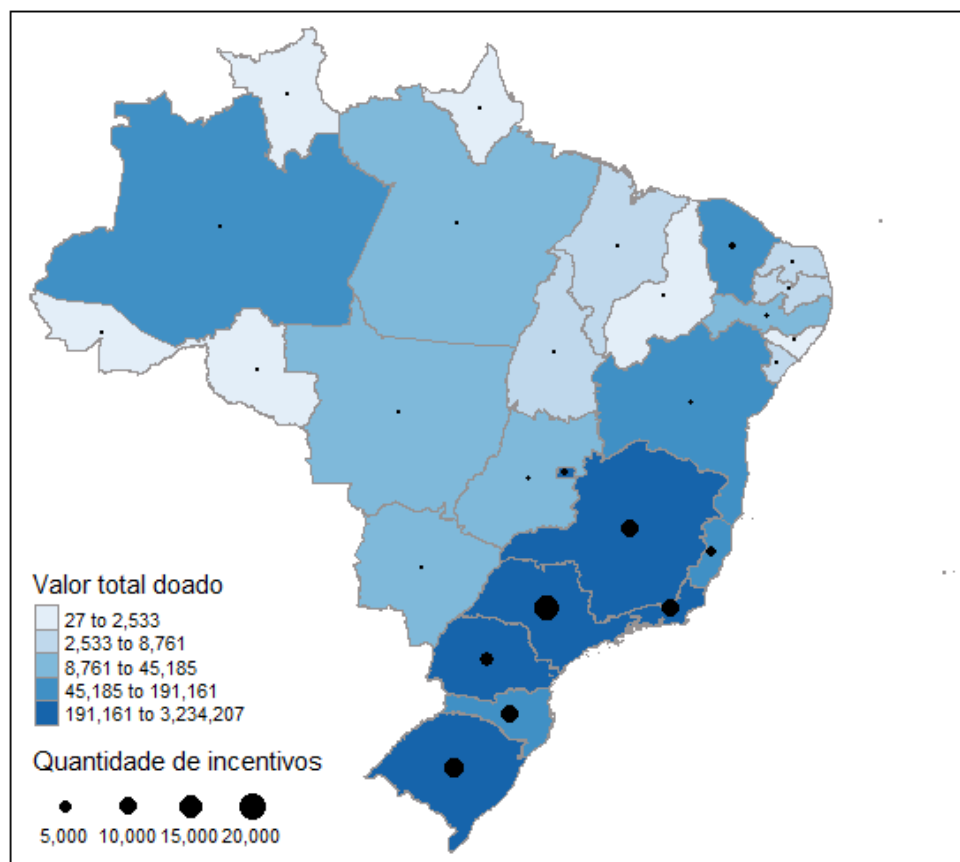 Valor total doado
27 to 2,533
2,533 to 8,761
8,761 to 45,185
45,185 to 191,161
191,161 to 3,234,207
Quantidade de incentivos
5,000 10,000 15,000 20,000